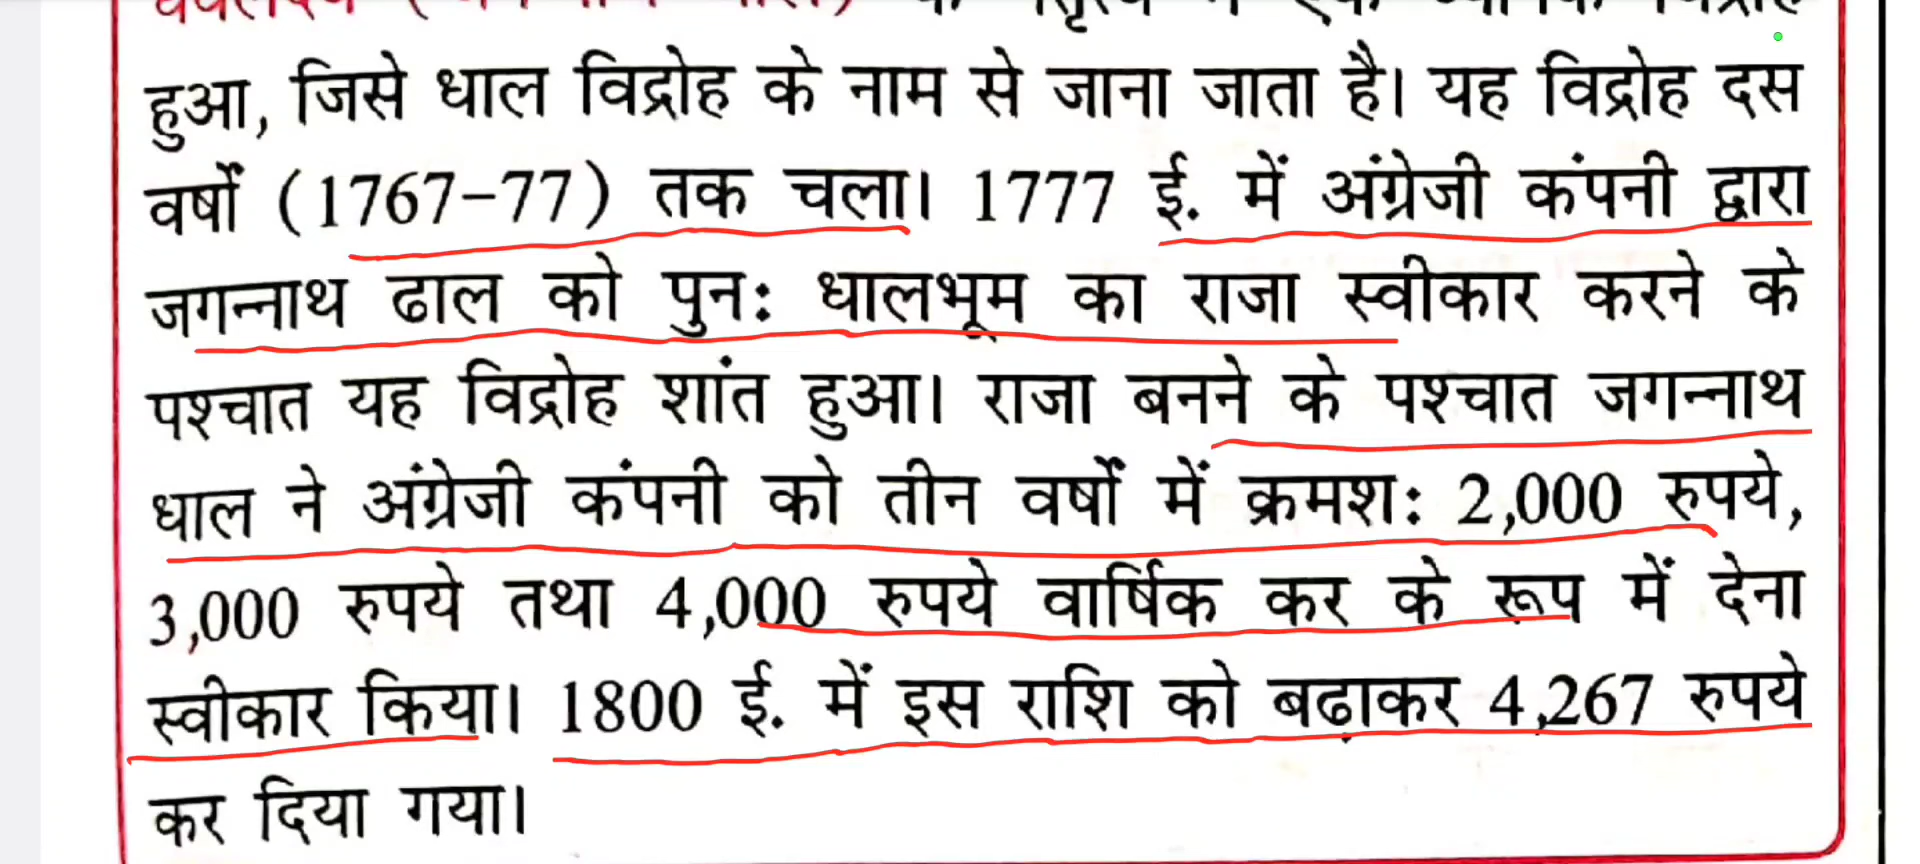 हुआ, जिसे धाल विद्रोह के नाम से जाना जाता है। यह विद्रोह दस
वर्षों (1767-77) तक चला। 1777 ई. में अंग्रेजी कंपनी द्वारा
जगन्नाथ ढाल को पुनः धालभूम का राजा स्वीकार करने के
पश्चात यह विद्रोह शांत हुआ। राजा बनने के पश्चात जगन्नाथ
धाल ने अंग्रेजी कंपनी को तीन वर्षों में क्रमशः 2,000 रुपये,
3,000 रुपये तथा 4,000 रुपये वार्षिक कर के रूप में देना
स्वीकार किया। 1800 ई. में इस राशि को बढ़ाकर 4,267 रुपये
कर दिया गया।